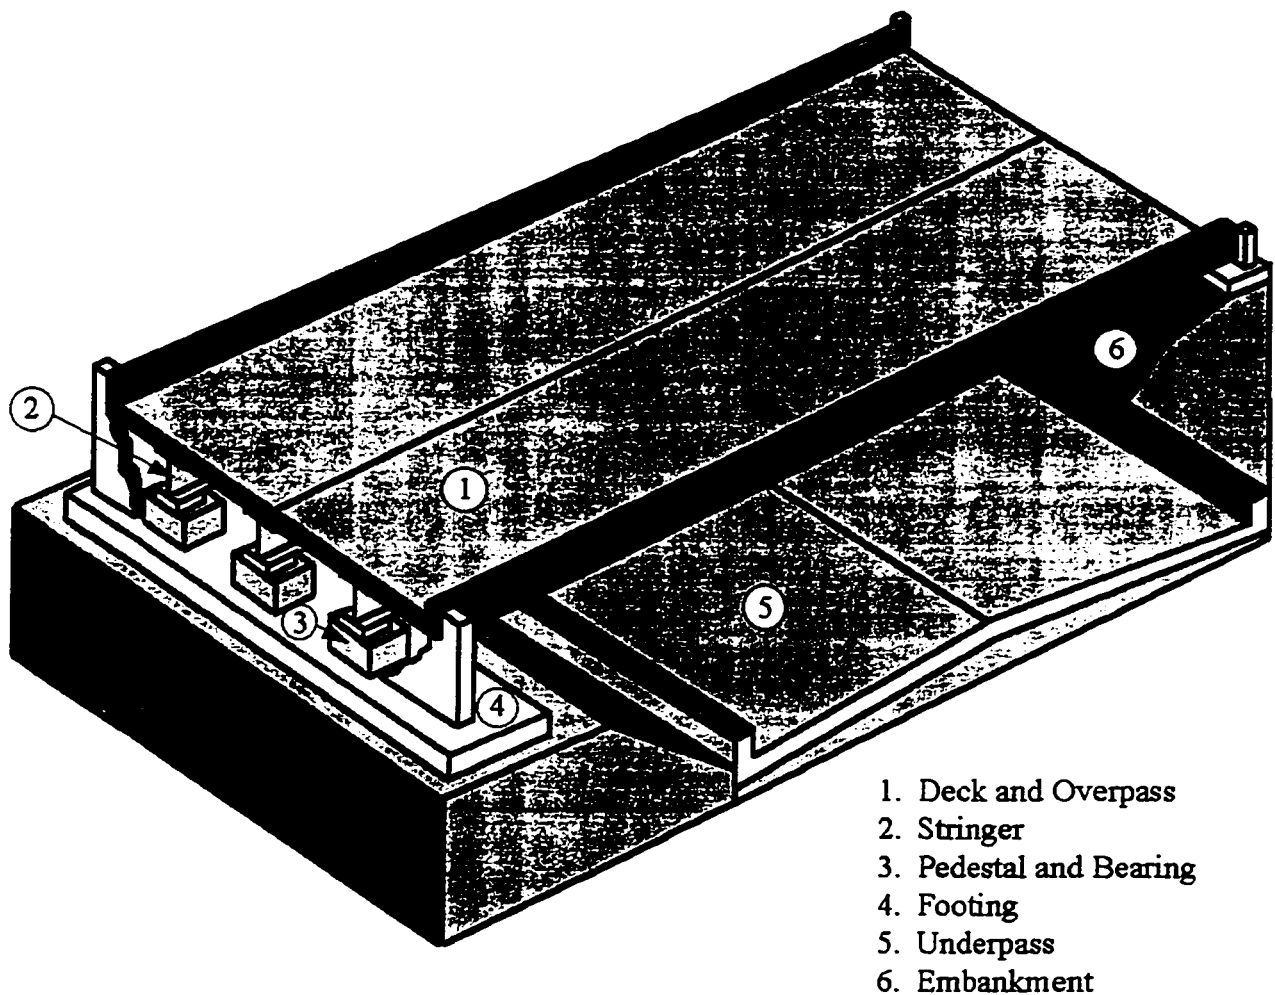 6
2
1
5
3
4
1. Deck and Overpass
2. Stringer
3. Pedestal and Bearing
4. Footing
5. Underpass
6. Embankment